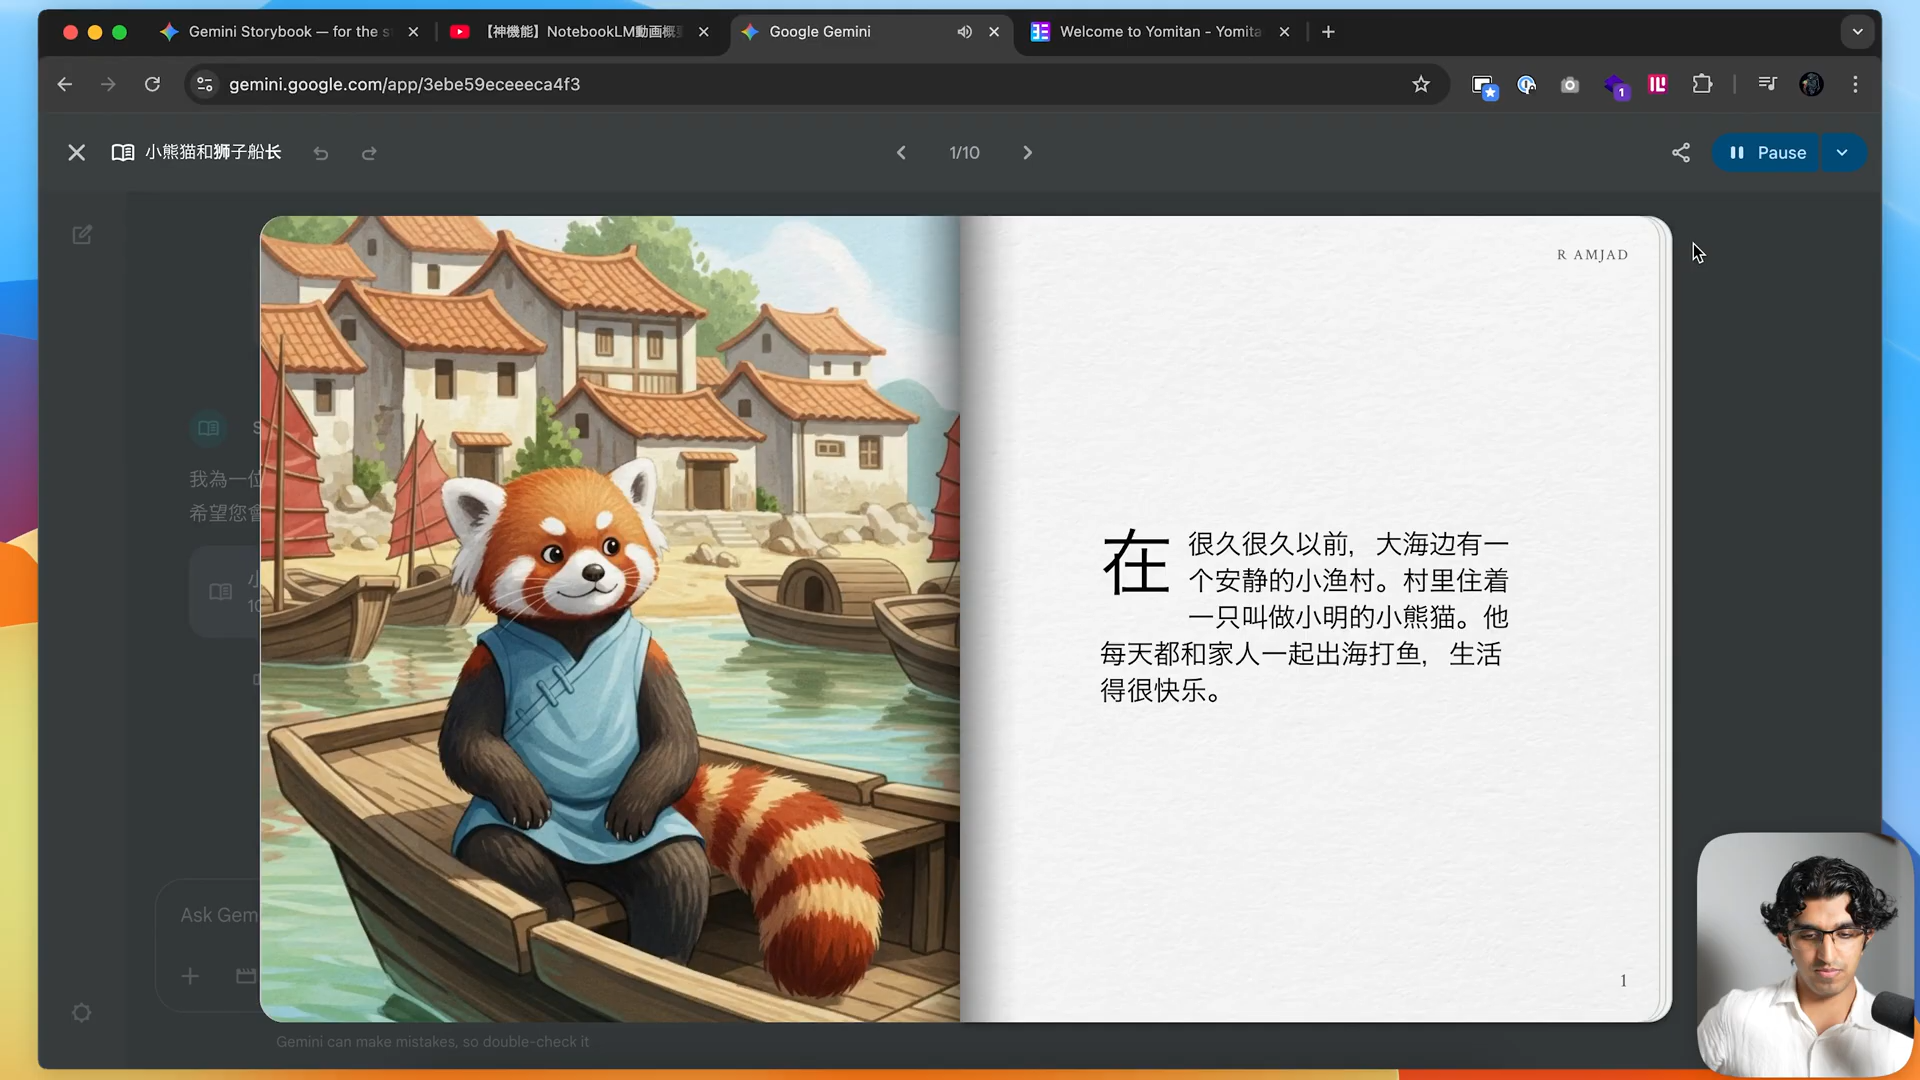 Gemini Storybook — for the s
【神機能】NotebookLM動画概
Google Gemini
Welcome to Yomitan - Yomita
gemini.google.com/app/3ebe59eceeeca4f3
1
小熊猫和狮子船长
1/10
Pause
R AMJAD
S
我為一位
希望您會
小
10
在很久很久以前，大海边有一
个安静的小渔村。村里住着
一只叫做小明的小熊猫。他
每天都和家人一起出海打鱼，生活
得很快乐。
Ask Gem
1
Gemini can make mistakes, so double-check it